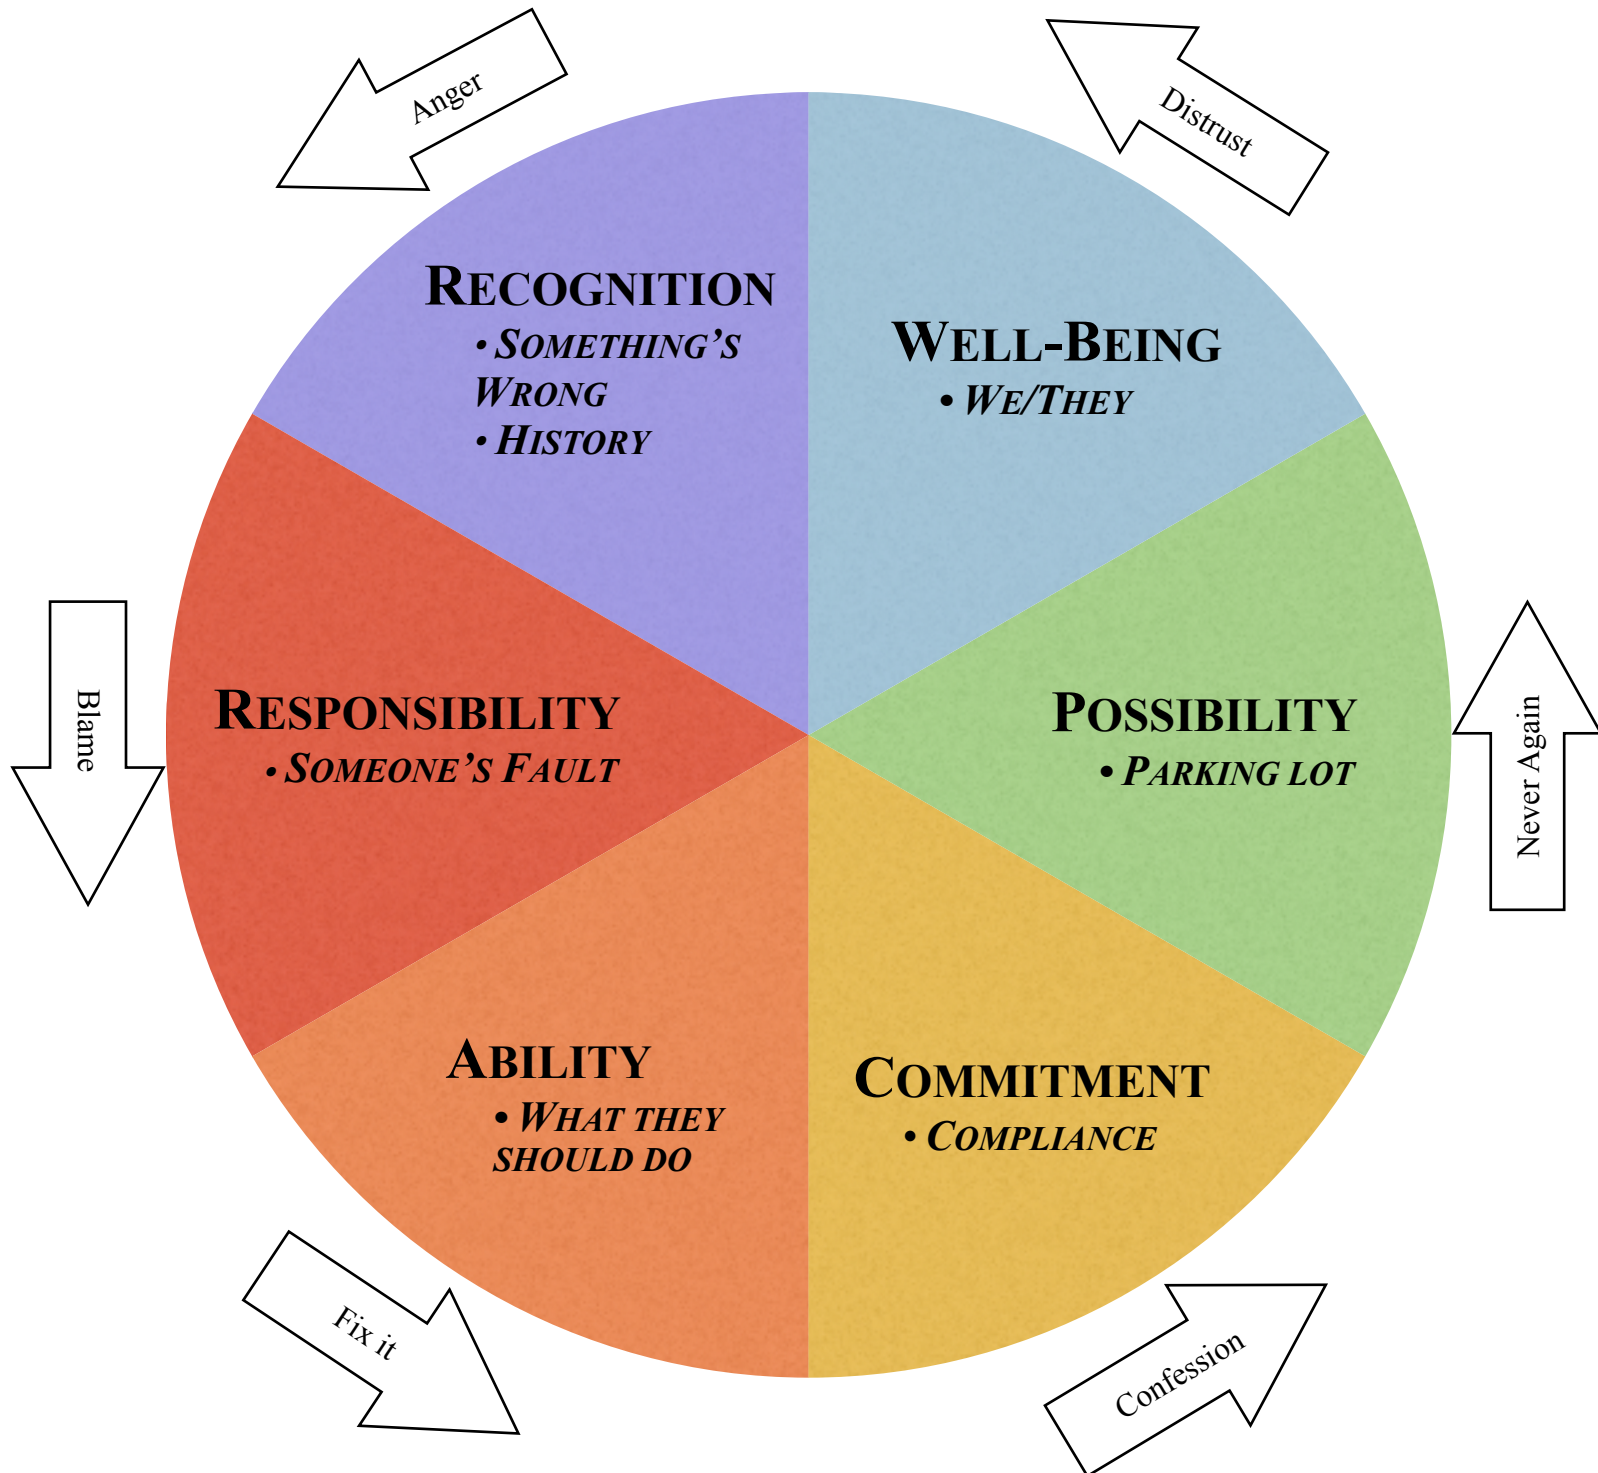 Anger
Distrust
RECOGNITION
• SOMETHING'S
WRONG
• HISTORY
WELL-BEING
• WE/THEY
Blame
RESPONSIBILITY
• SOMEONE'S FAULT
POSSIBILITY
• PARKING LOT
Never Again
ABILITY
• WHAT THEY
SHOULD DO
COMMITMENT
• COMPLIANCE
Fix it
Confession